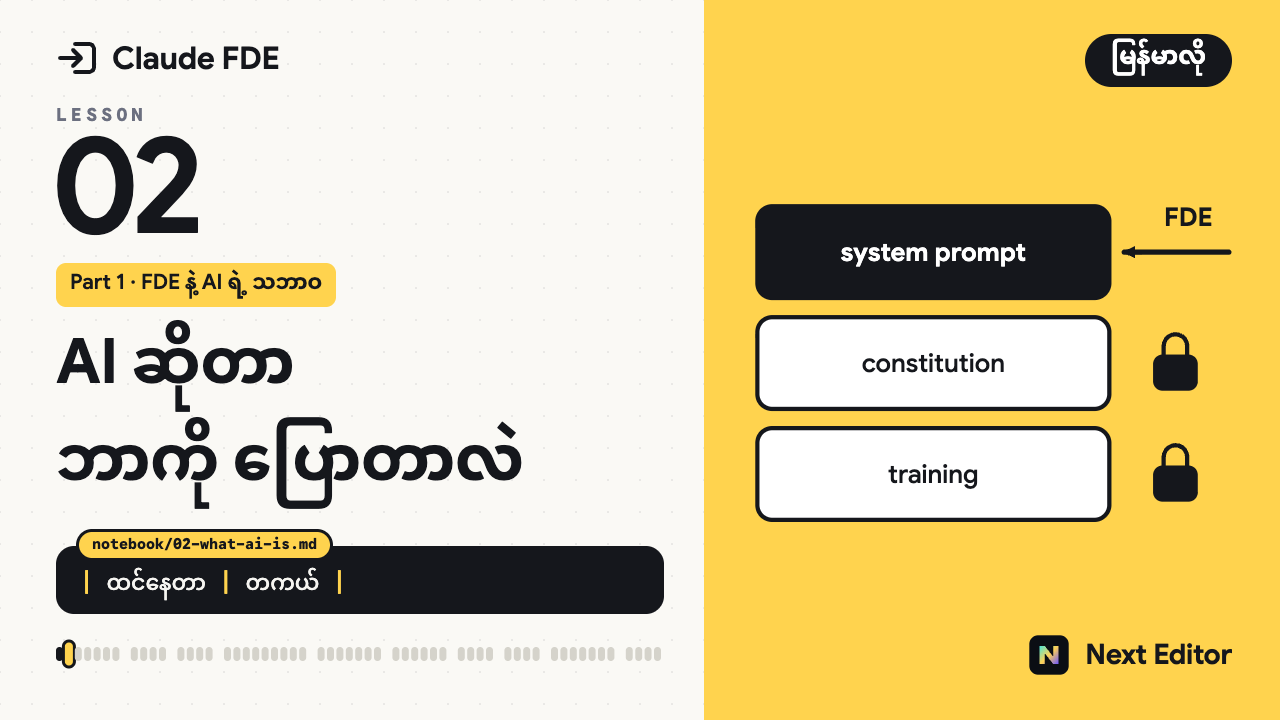 Claude FDE
LESSON
02
Part 1 · FDE နဲ့ AI ရဲ့ သဘာဝ
AI ဆိုတာ
ဘာကို ပြောတာလဲ
notebook/02-what-ai-is.md
| ထင်နေတာ | တကယ် |
မြန်မာလို
FDE
system prompt
constitution
training
N Next Editor